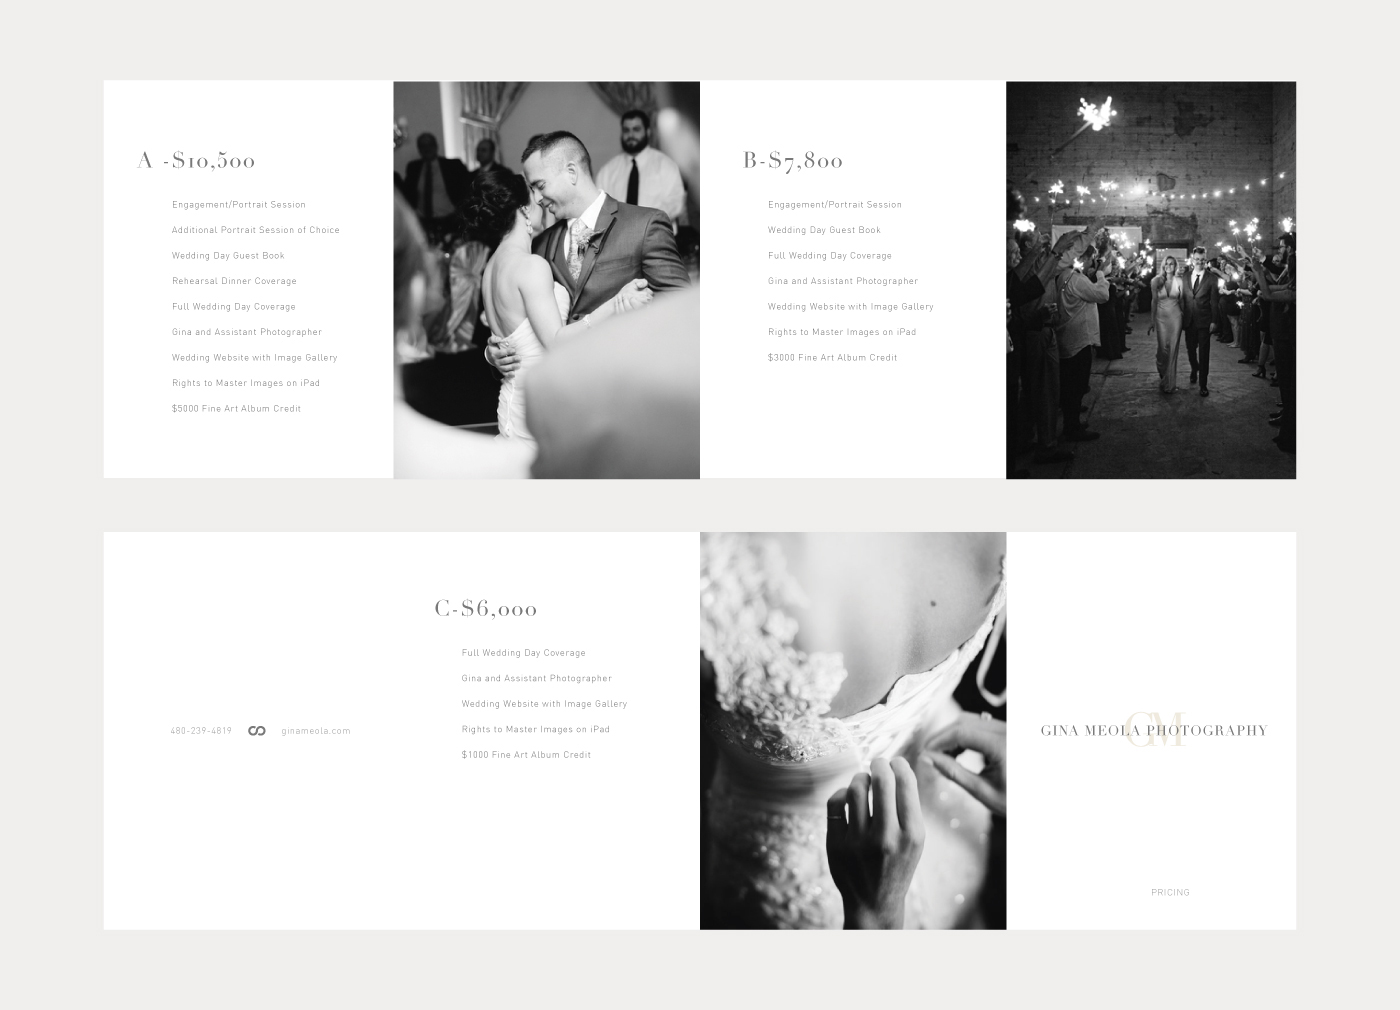 A -$10,500
Engagement/Portrait Session
Additional Portrait Session of Choice
Wedding Day Guest Book
Rehearsal Dinner Coverage
Full Wedding Day Coverage
Gina and Assistant Photographer
Wedding Website with Image Gallery
Rights to Master Images on iPad
$5000 Fine Art Album Credit
B-$7,800
Engagement/Portrait Session
Wedding Day Guest Book
Full Wedding Day Coverage
Gina and Assistant Photographer
Wedding Website with Image Gallery
Rights to Master Images on iPad
$3000 Fine Art Album Credit
480-239-4819 ginameola.com
C-$6,000
Full Wedding Day Coverage
Gina and Assistant Photographer
Wedding Website with Image Gallery
Rights to Master Images on iPad
$1000 Fine Art Album Credit
GM
GINA MEOLA PHOTOGRAPHY
PRICING